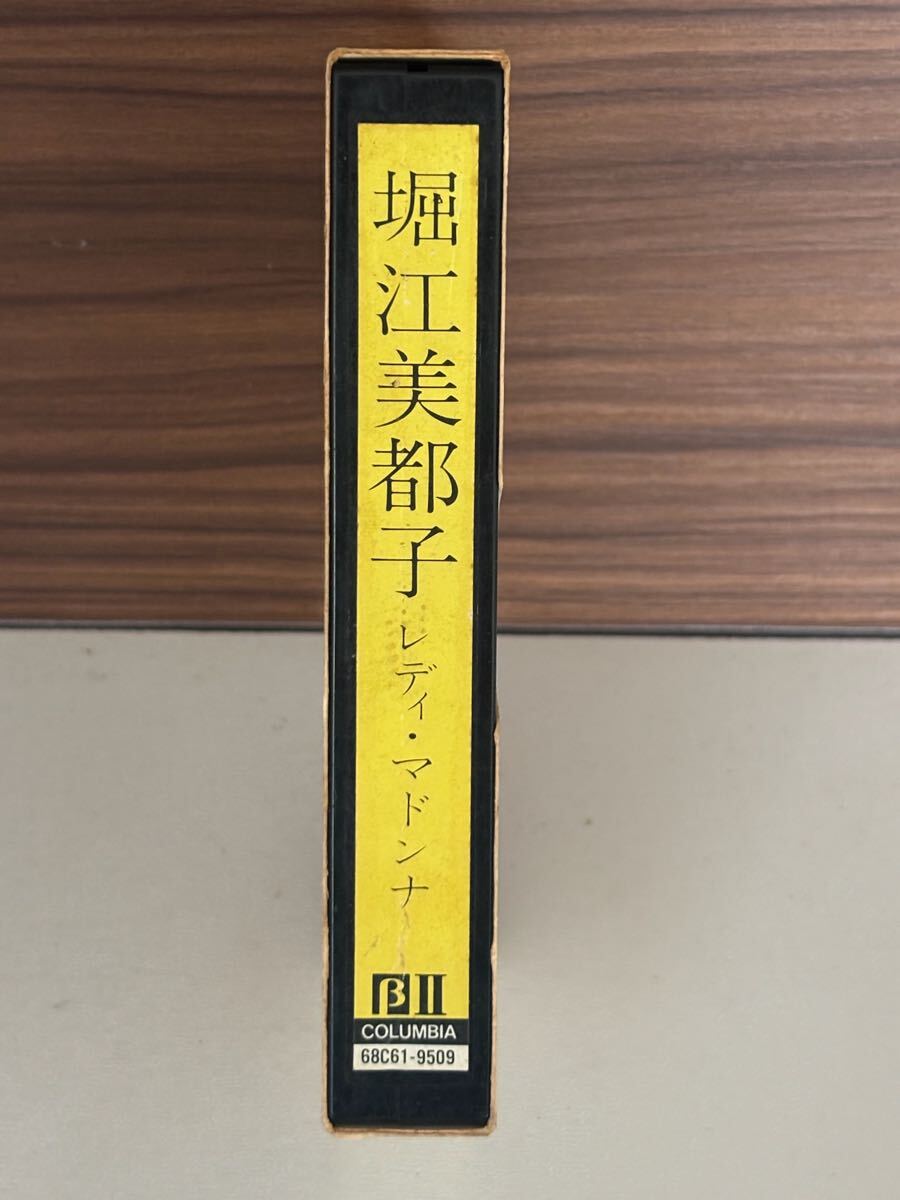 堀江美都子
レディ・マドンナ
βII
COLUMBIA
68C61-9509